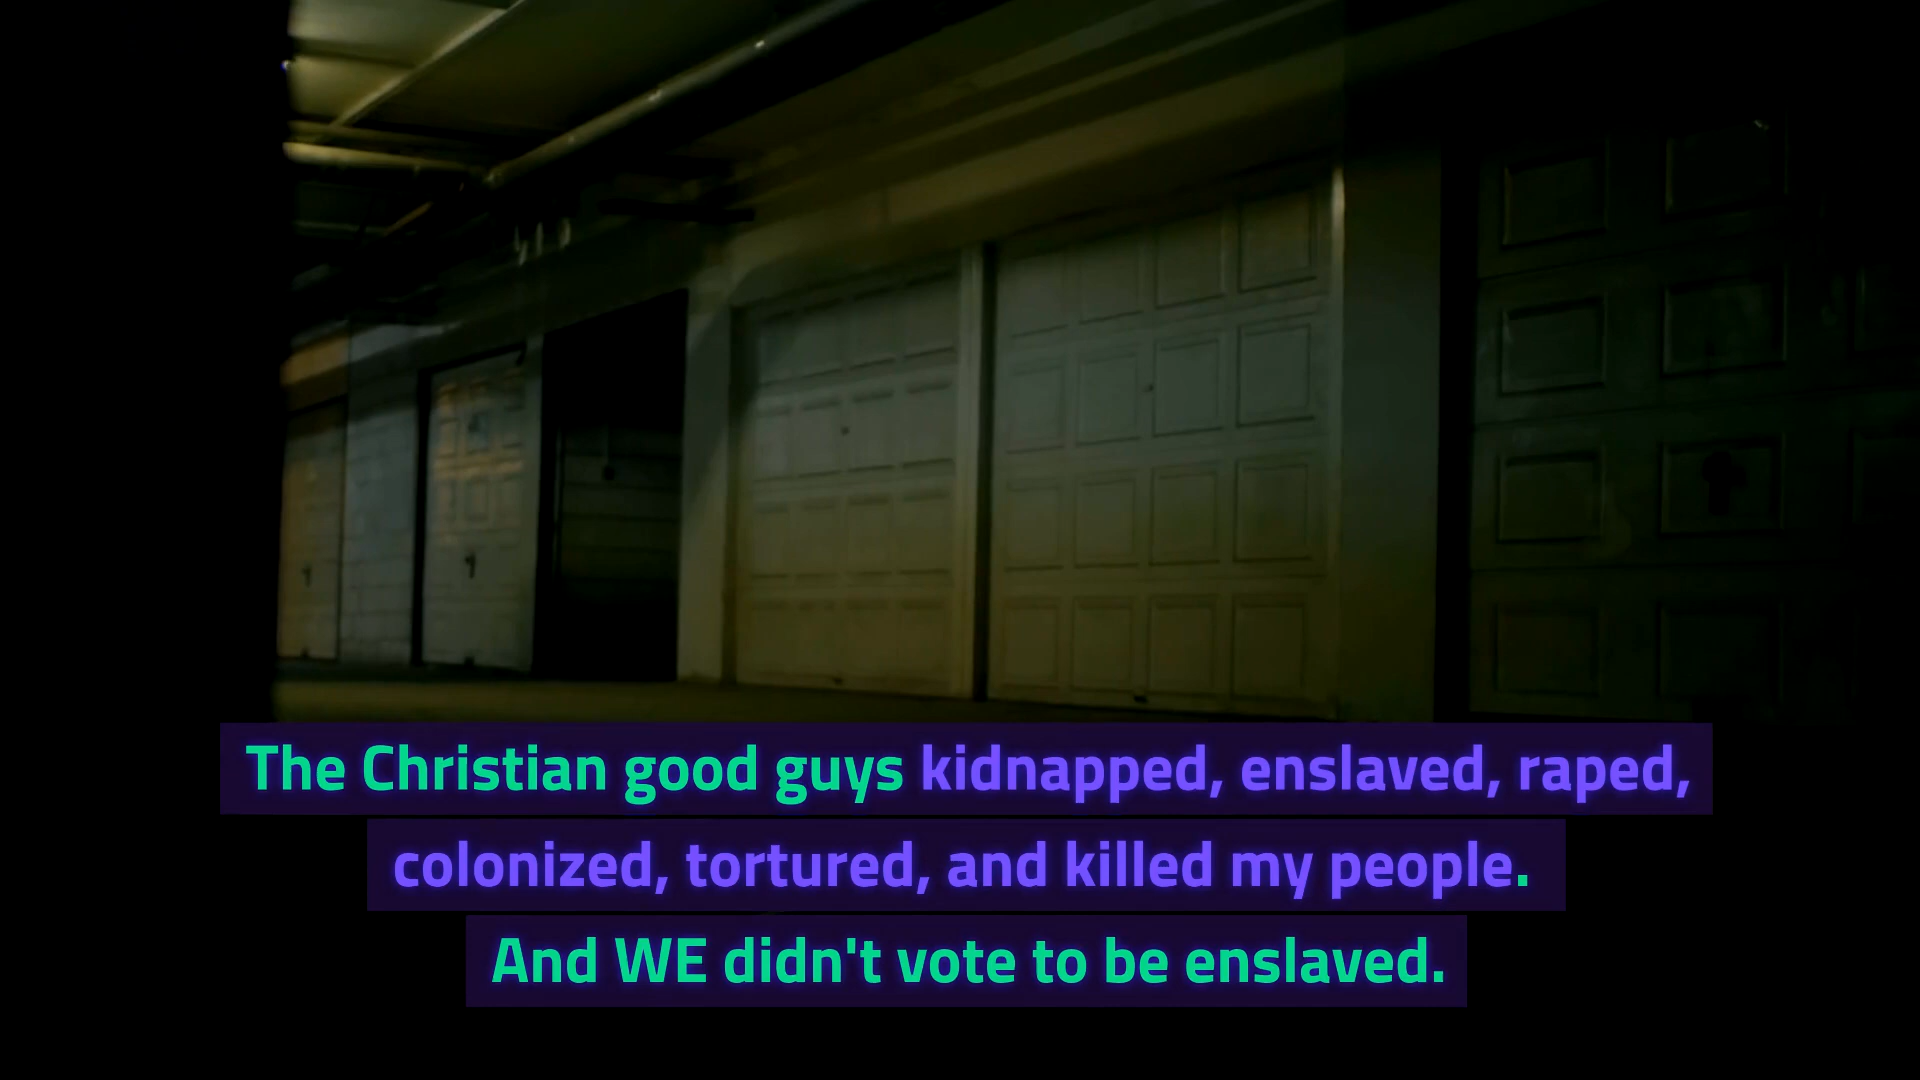 The Christian good guys kidnapped, enslaved, raped,
colonized, tortured, and killed my people.
And WE didn't vote to be enslaved.